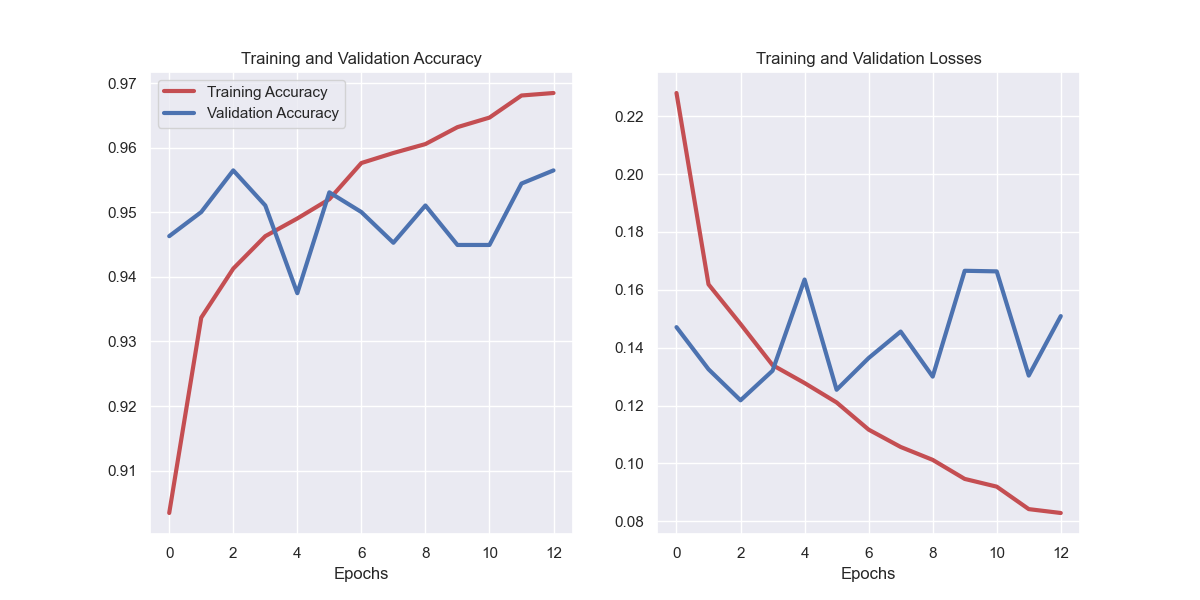 Training and Validation Accuracy
0.97
0.96
0.95
0.94
0.93
0.92
0.91
Training Accuracy
Validation Accuracy
0 2 4 6 8 10 12
Epochs
Training and Validation Losses
0.22
0.20
0.18
0.16
0.14
0.12
0.10
0.08
0 2 4 6 8 10 12
Epochs